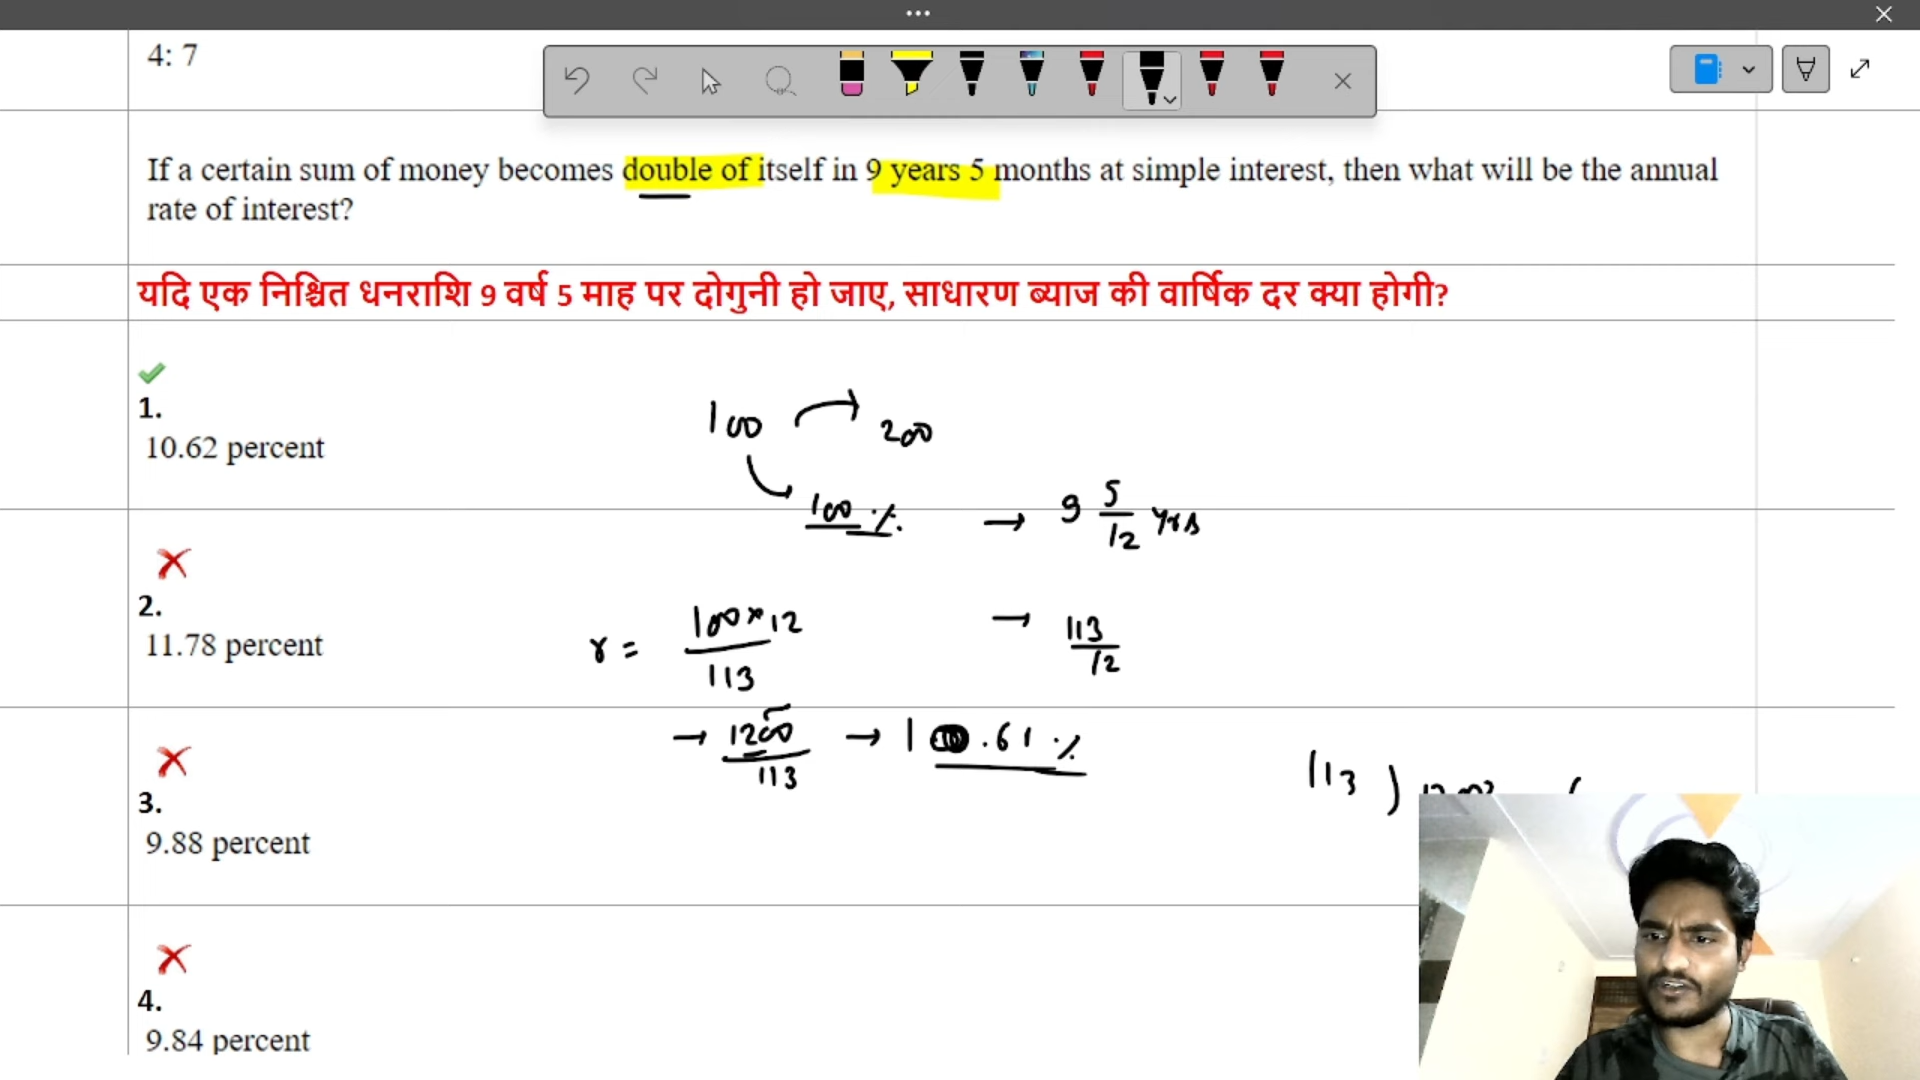 4: 7
If a certain sum of money becomes double of itself in 9 years 5 months at simple interest, then what will be the annual
rate of interest?
यदि एक निश्चित धनराशि 9 वर्ष 5 माह पर दोगुनी हो जाए, साधारण ब्याज की वार्षिक दर क्या होगी?
1.
10.62 percent
100 → 200
100 % → 9 5/12 yrs
2.
11.78 percent
r = 100×12/113
→ 113/12
3.
9.88 percent
→ 1200/113 → 10.61 %
113 )
4.
9.84 percent